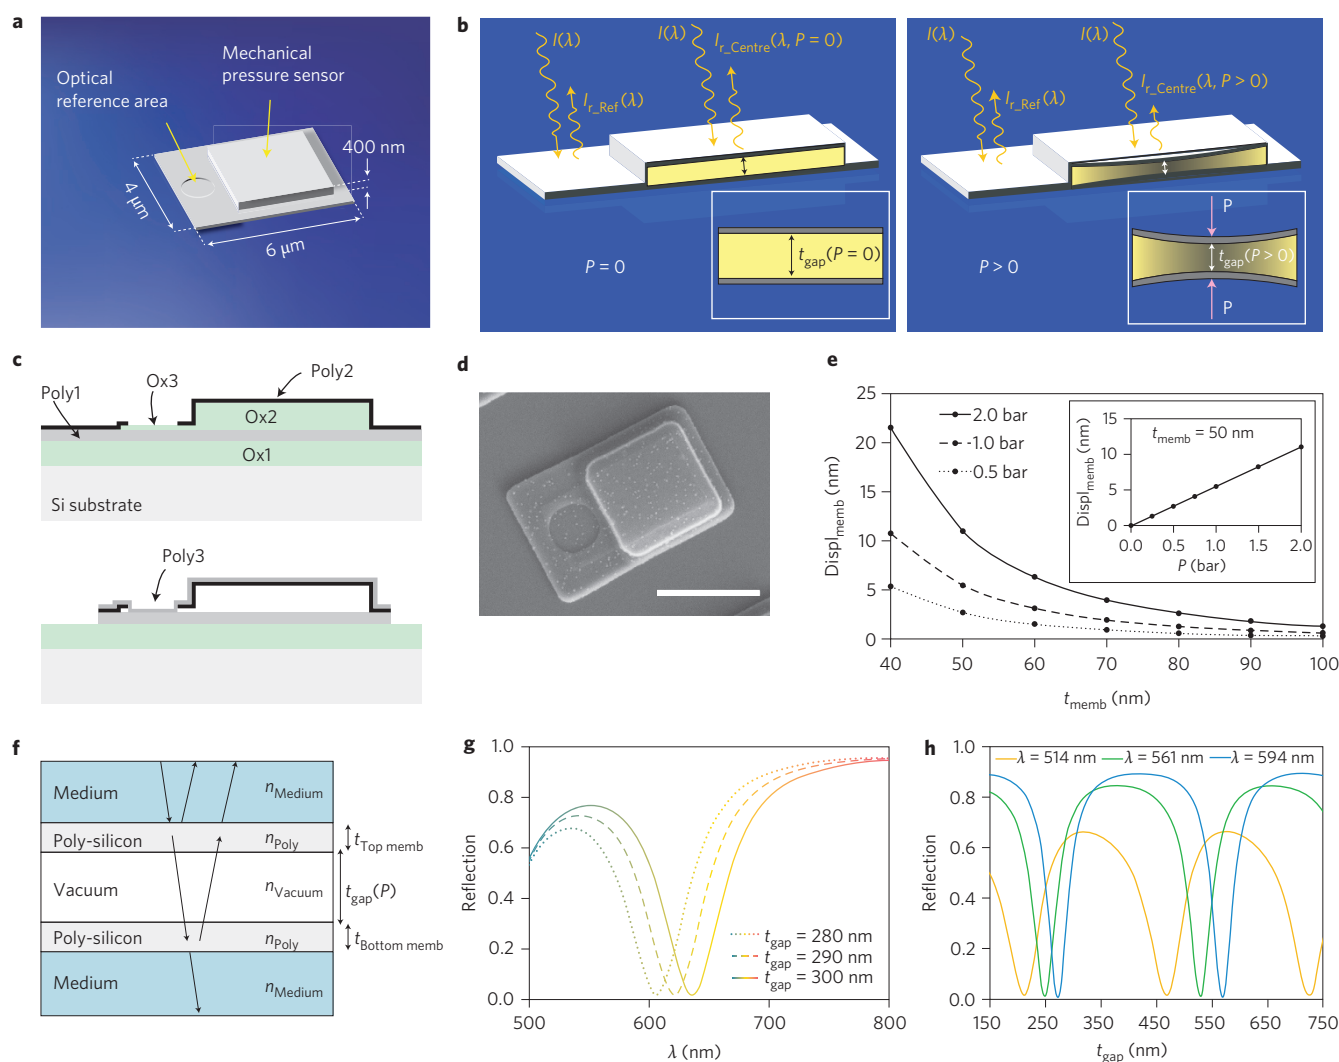 a
Optical
reference area
Mechanical
pressure sensor
400 nm
4 μm
6 μm
b
I(λ)
I(λ)
I_r_Centre(λ, P = 0)
I_r_Ref(λ)
P = 0
t_gap(P = 0)
I(λ)
I(λ)
I_r_Centre(λ, P > 0)
I_r_Ref(λ)
P > 0
P
t_gap(P > 0)
P
c
Poly1
Ox3
Poly2
Ox2
Ox1
Si substrate
Poly3
d
e
Displ_memb (nm)
25
20
15
10
5
0
2.0 bar
1.0 bar
0.5 bar
40 50 60 70 80 90 100
t_memb (nm)
t_memb = 50 nm
Displ_memb (nm)
15
10
5
0
0.0 0.5 1.0 1.5 2.0
P (bar)
f
Medium n_Medium
Poly-silicon n_Poly t_Top memb
Vacuum n_Vacuum t_gap(P)
Poly-silicon n_Poly t_Bottom memb
Medium n_Medium
g
Reflection
1.0
0.8
0.6
0.4
0.2
0.0
t_gap = 280 nm
t_gap = 290 nm
t_gap = 300 nm
500 600 700 800
λ (nm)
h
Reflection
1.0
0.8
0.6
0.4
0.2
0.0
λ = 514 nm λ = 561 nm λ = 594 nm
150 250 350 450 550 650 750
t_gap (nm)